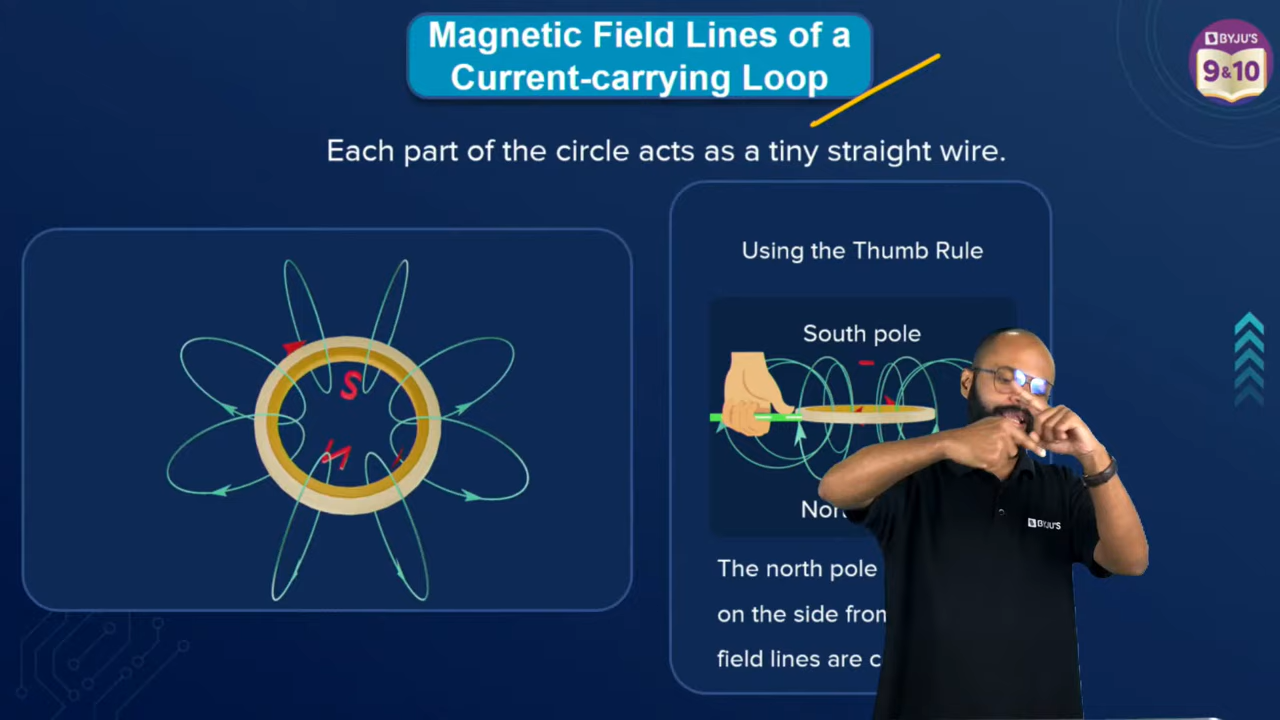 Magnetic Field Lines of a
Current-carrying Loop
BYJU'S
9&10
Each part of the circle acts as a tiny straight wire.
S
N
Using the Thumb Rule
South pole
The north pole
on the side
field lines are
BYJU'S